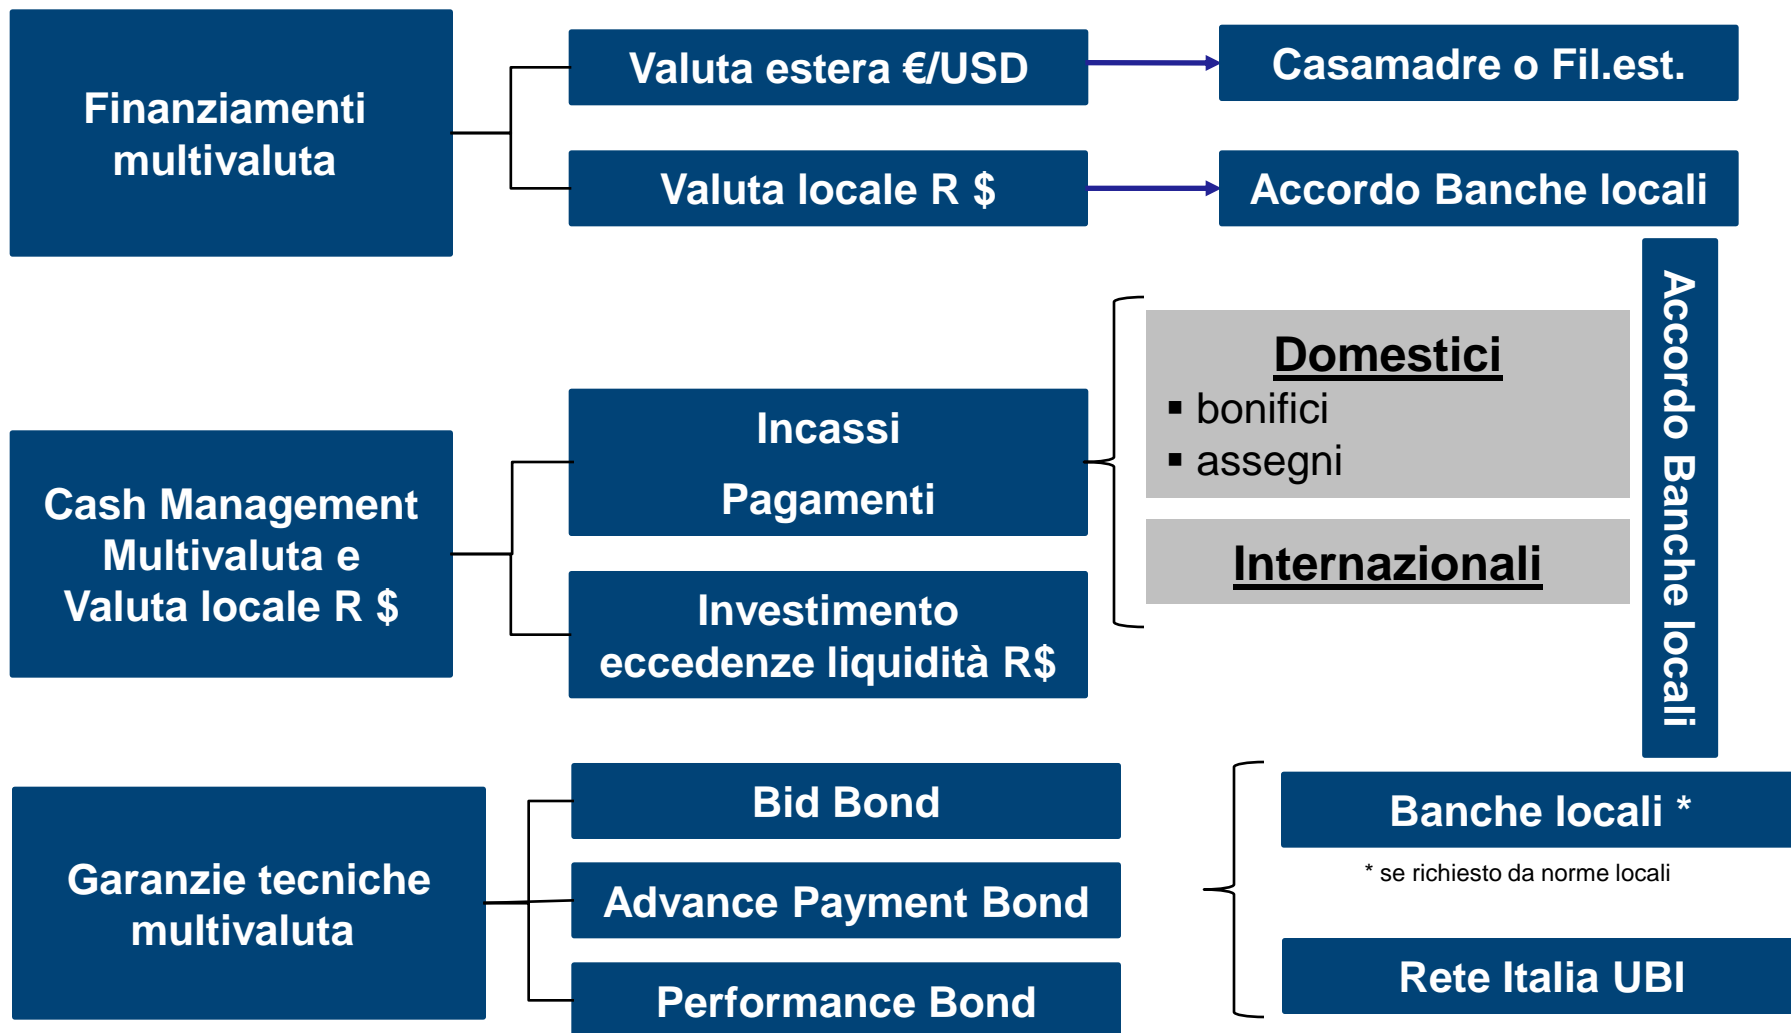 Finanziamenti
multivaluta
Valuta estera €/USD
Casamadre o Fil.est.
Valuta locale R $
Accordo Banche locali
Cash Management
Multivaluta e
Valuta locale R $
Incassi
Pagamenti
Investimento
eccedenze liquidità R$
Domestici
▪ bonifici
▪ assegni
Internazionali
Accordo Banche locali
Garanzie tecniche
multivaluta
Bid Bond
Advance Payment Bond
Performance Bond
Banche locali *
* se richiesto da norme locali
Rete Italia UBI